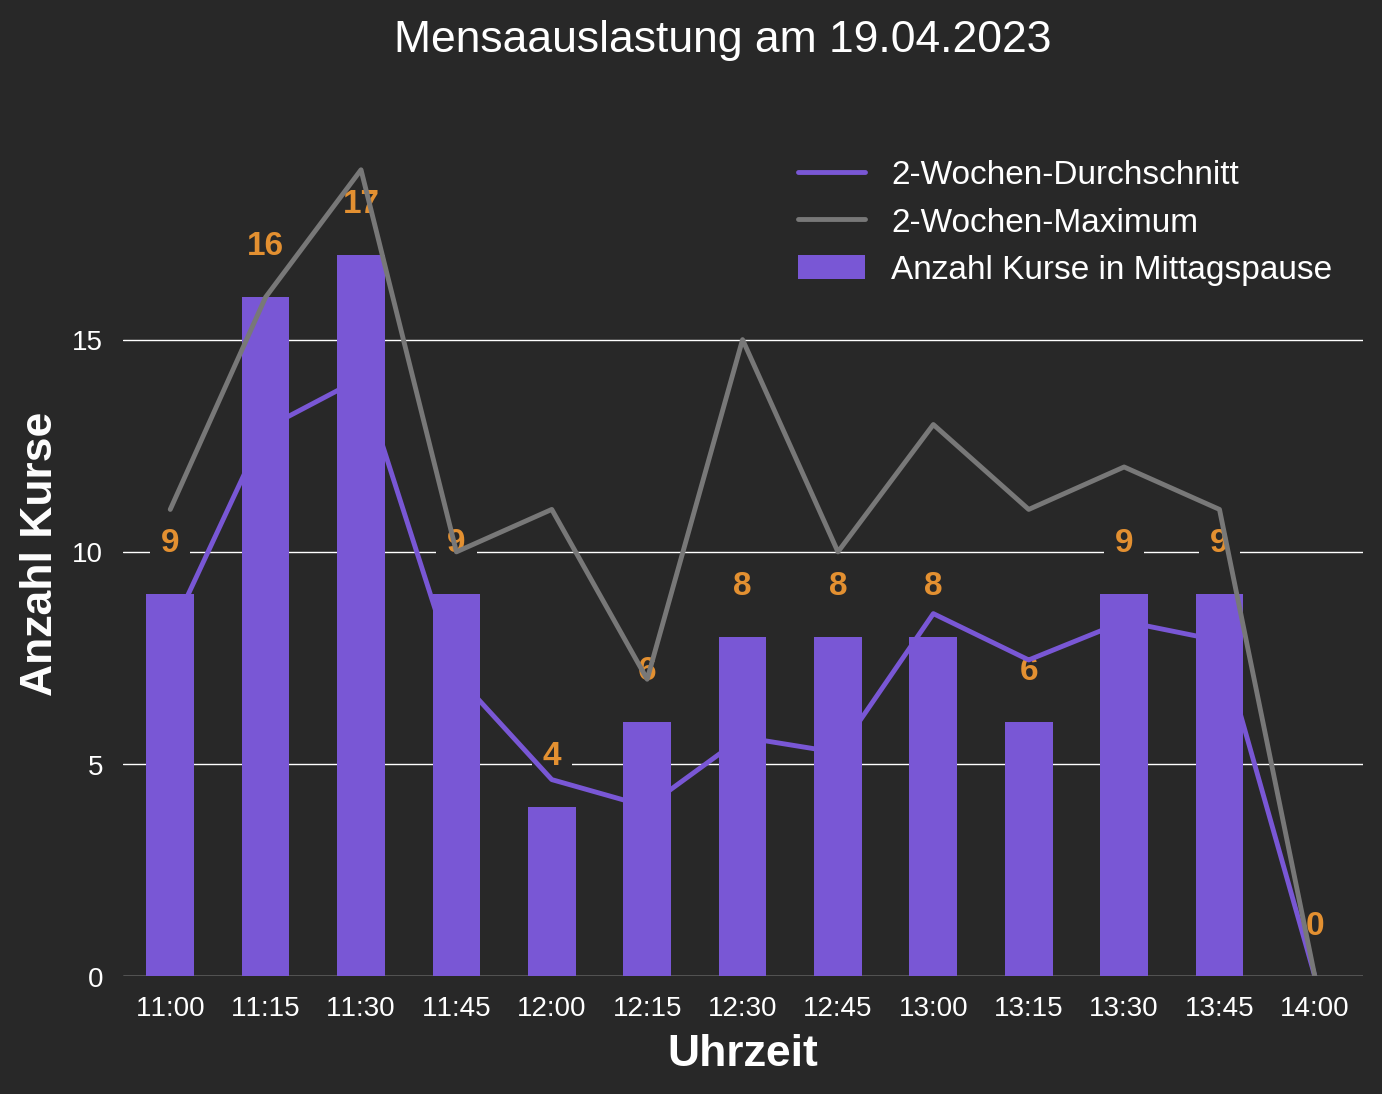 Mensaauslastung am 19.04.2023
2-Wochen-Durchschnitt
2-Wochen-Maximum
Anzahl Kurse in Mittagspause
Anzahl Kurse
15
10
5
0
9
16
17
9
4
6
8
8
8
6
9
9
0
11:00 11:15 11:30 11:45 12:00 12:15 12:30 12:45 13:00 13:15 13:30 13:45 14:00
Uhrzeit